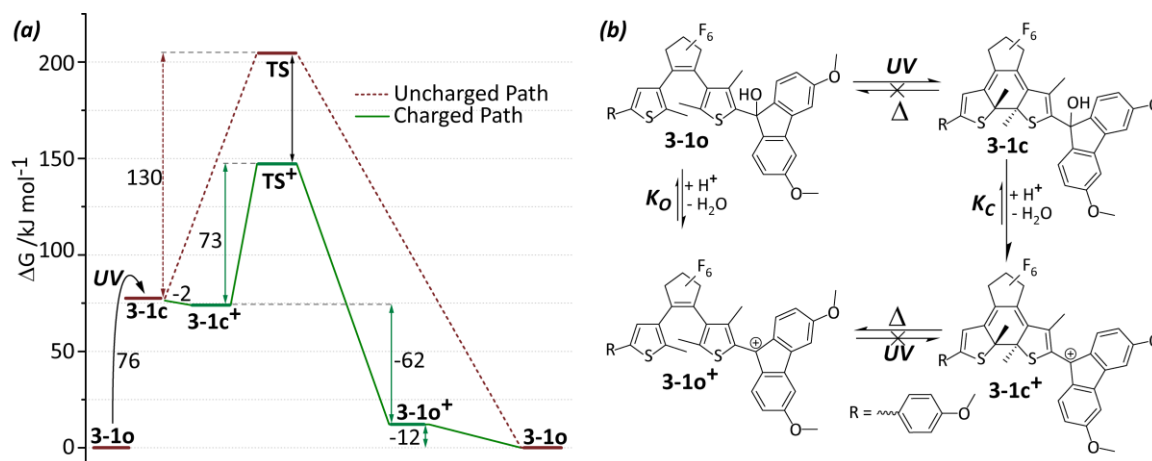 (a)
ΔG /kJ mol-1
200
150
100
50
0
TS
Uncharged Path
Charged Path
130
TS+
73
UV
-2
3-1c
3-1c+
76
-62
3-1o+
-12
3-1o
3-1o
(b)
F6
HO
O
R
S
S
O
3-1o
UV
Δ
F6
OH
O
R
S
S
O
3-1c
KO
+ H+
- H2O
KC
+ H+
- H2O
F6
O
R
S
S
+
O
3-1o+
Δ
UV
F6
O
R
S
S
+
O
3-1c+
R =
O